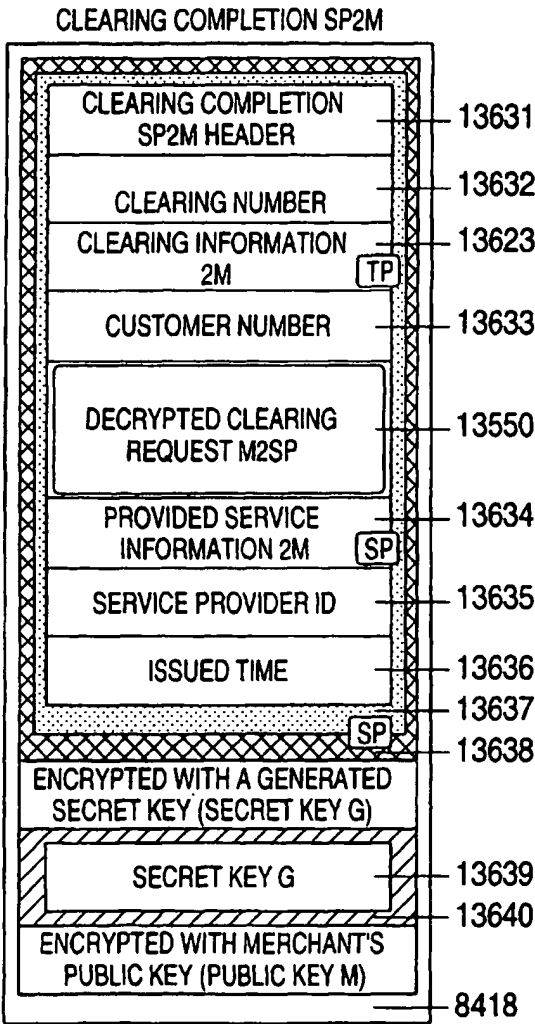 CLEARING COMPLETION SP2M
CLEARING COMPLETION
SP2M HEADER
13631
CLEARING NUMBER
13632
CLEARING INFORMATION
2M
TP
13623
CUSTOMER NUMBER
13633
DECRYPTED CLEARING
REQUEST M2SP
13550
PROVIDED SERVICE
INFORMATION 2M
SP
13634
SERVICE PROVIDER ID
13635
ISSUED TIME
13636
13637
SP
13638
ENCRYPTED WITH A GENERATED
SECRET KEY (SECRET KEY G)
SECRET KEY G
13639
13640
ENCRYPTED WITH MERCHANT'S
PUBLIC KEY (PUBLIC KEY M)
8418